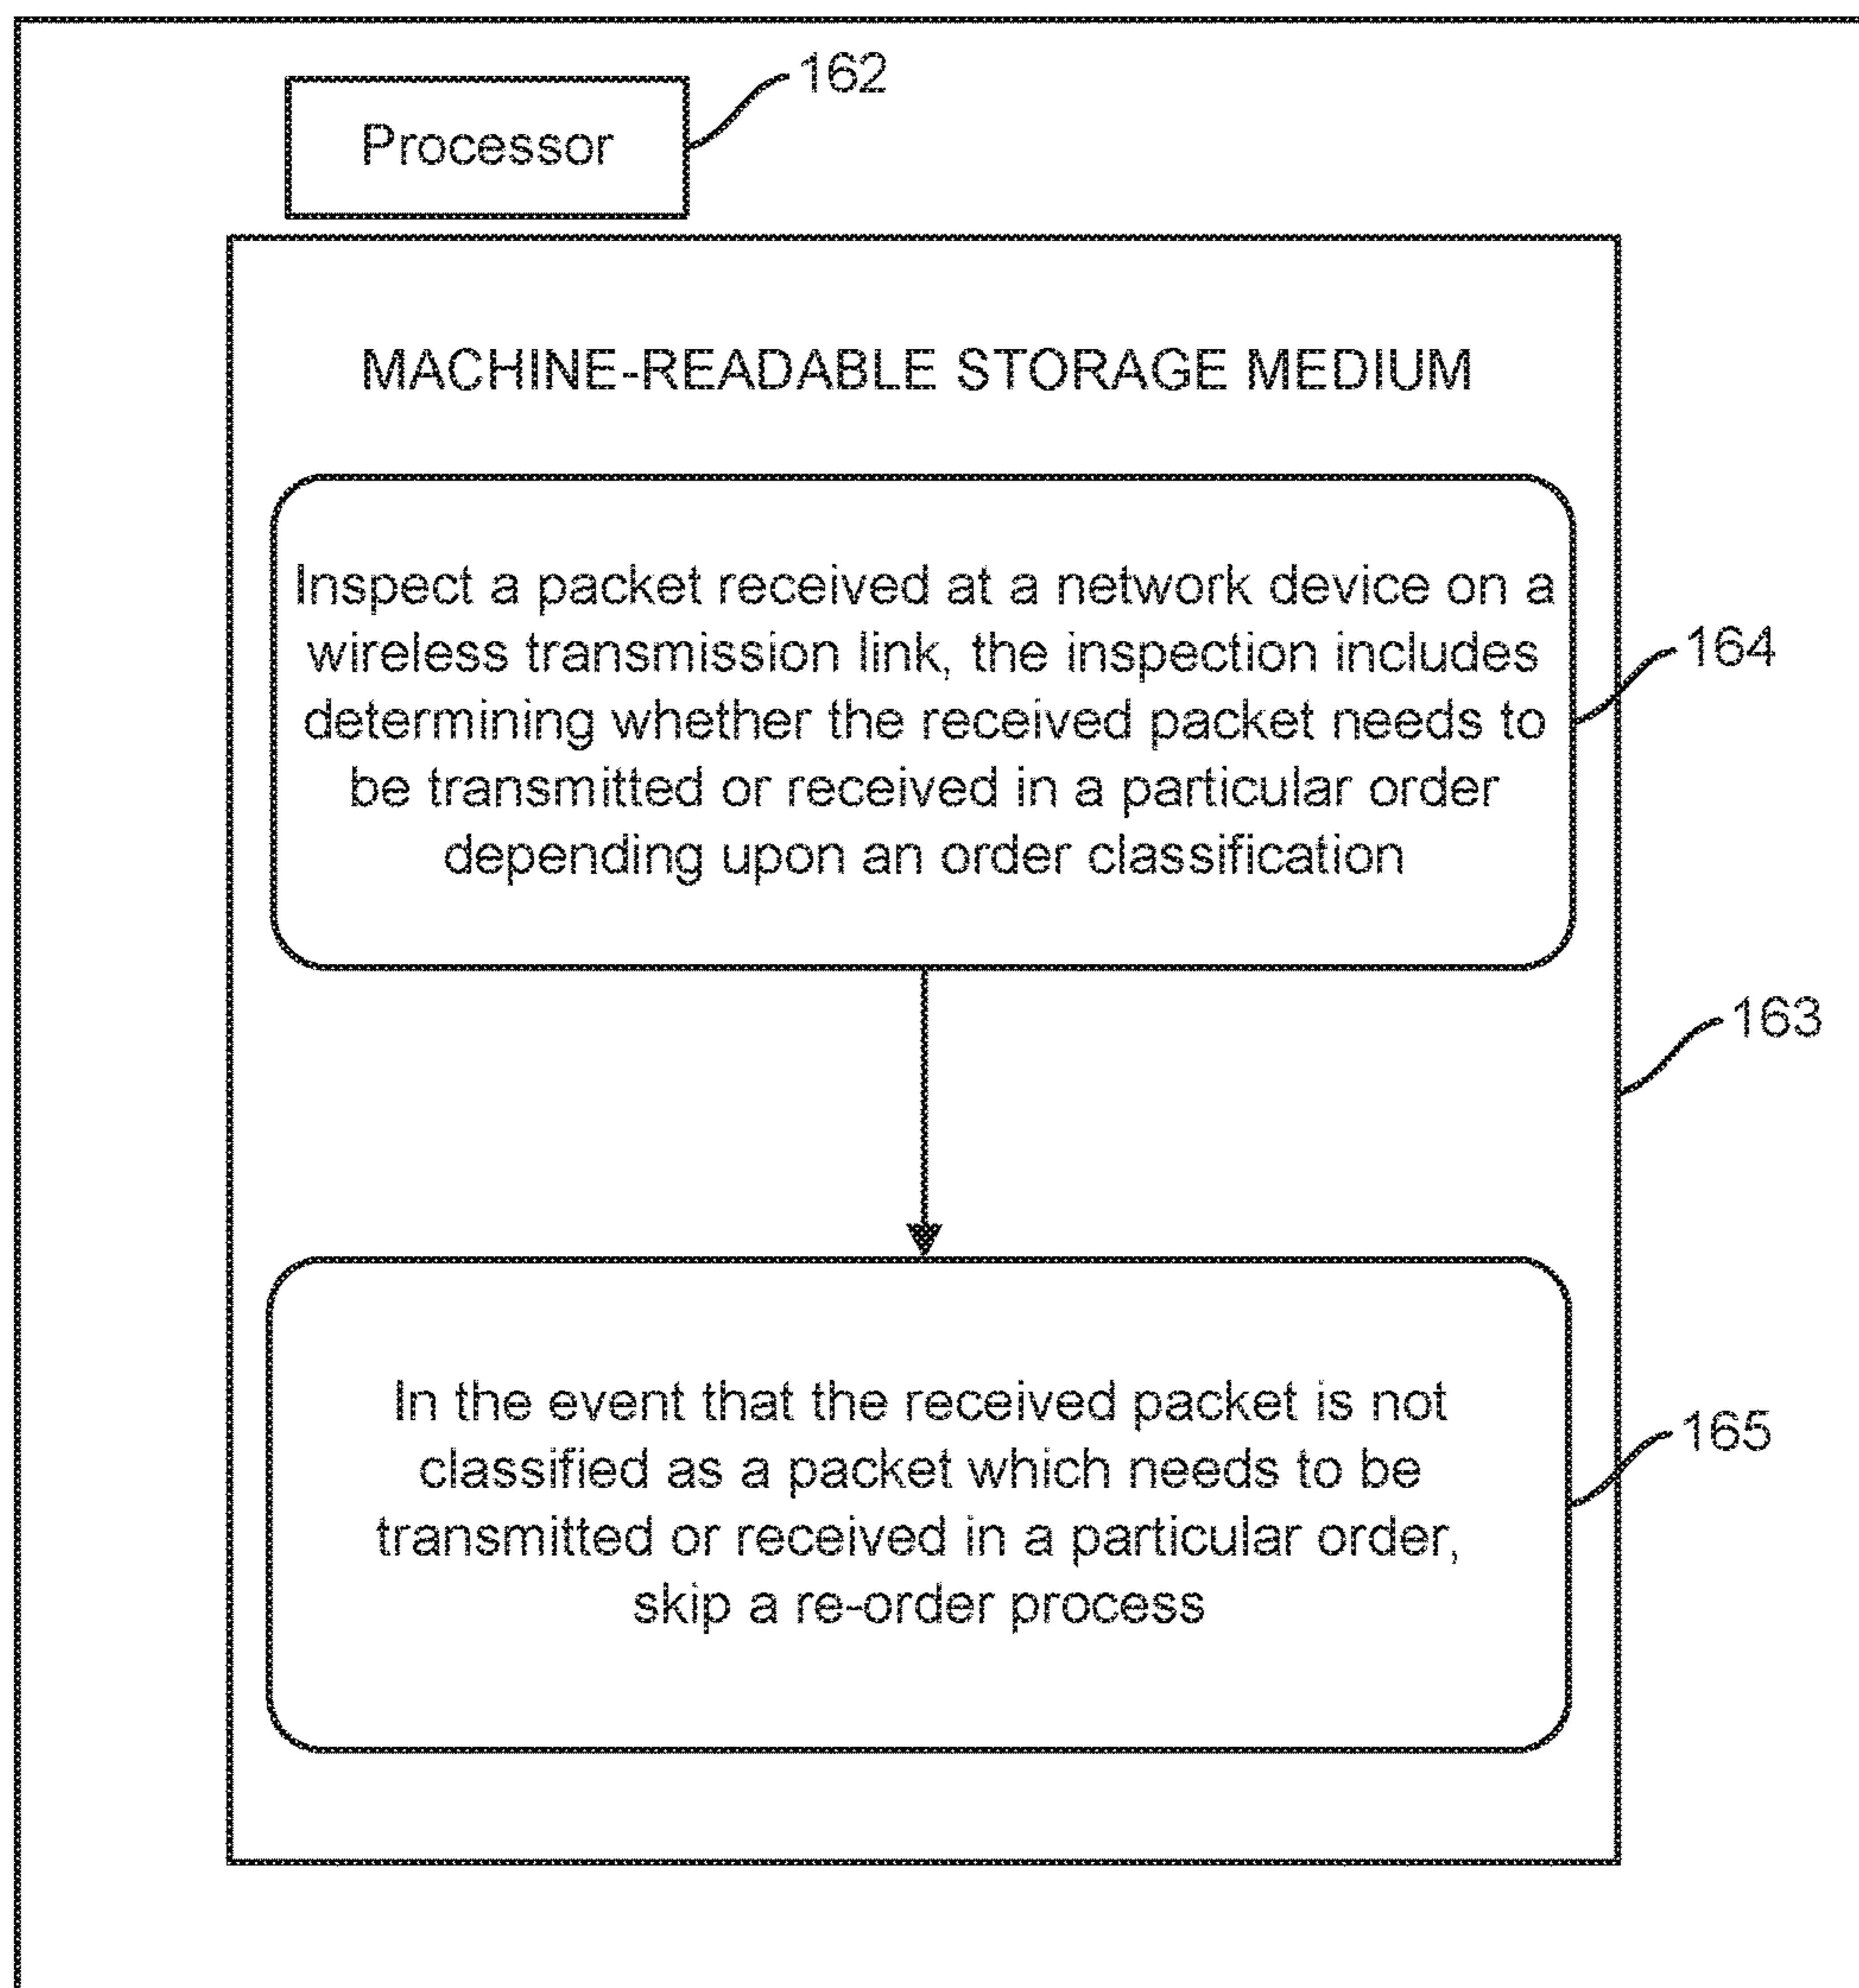 162
Processor
MACHINE-READABLE STORAGE MEDIUM
Inspect a packet received at a network device on a
wireless transmission link, the inspection includes
determining whether the received packet needs to
be transmitted or received in a particular order
depending upon an order classification
164
163
In the event that the received packet is not
classified as a packet which needs to be
transmitted or received in a particular order,
skip a re-order process
165